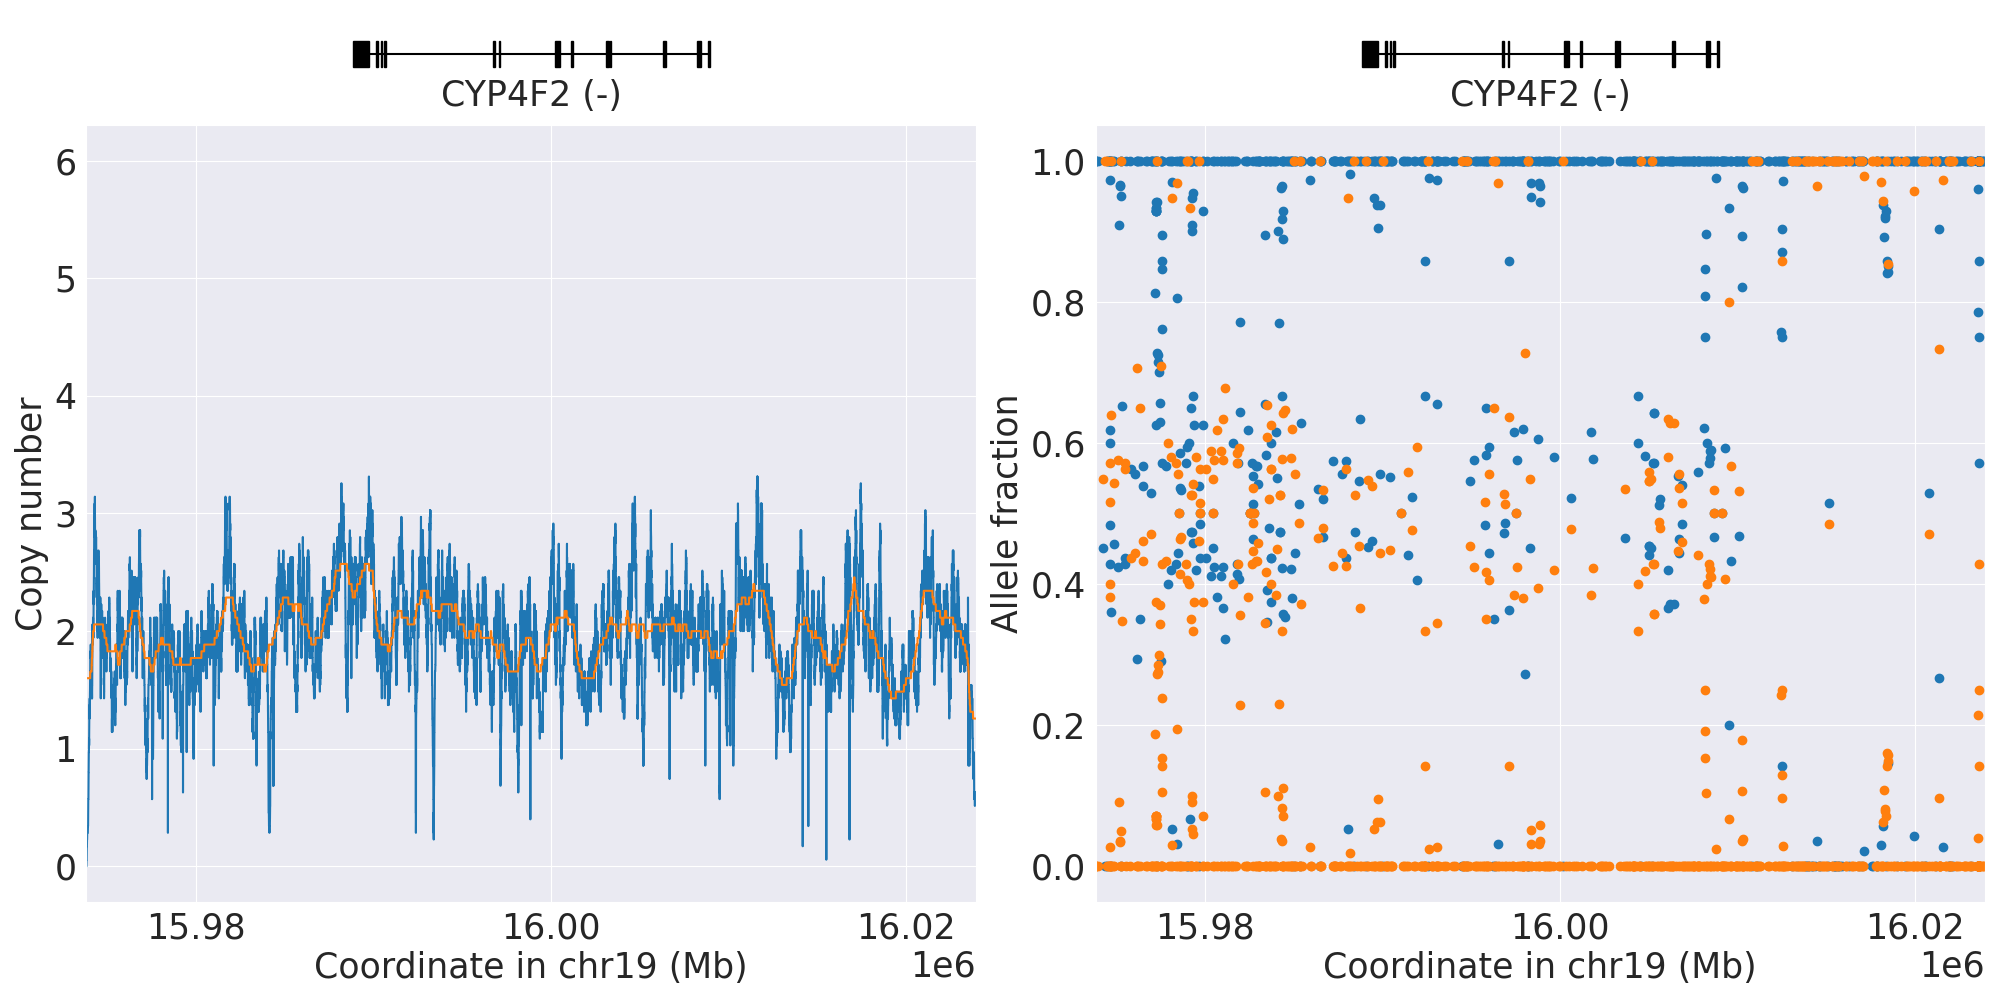 CYP4F2 (-)
6
5
4
3
2
1
0
Copy number
15.98
16.00
16.02
Coordinate in chr19 (Mb)
1e6
CYP4F2 (-)
1.0
0.8
0.6
0.4
0.2
0.0
Allele fraction
15.98
16.00
16.02
Coordinate in chr19 (Mb)
1e6